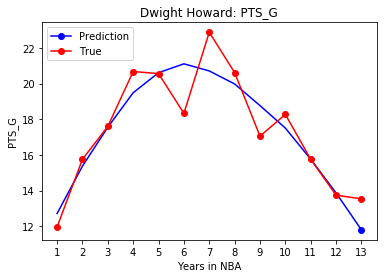 Dwight Howard: PTS_G
Prediction
True
PTS_G
22
20
18
16
14
12
1 2 3 4 5 6 7 8 9 10 11 12 13
Years in NBA